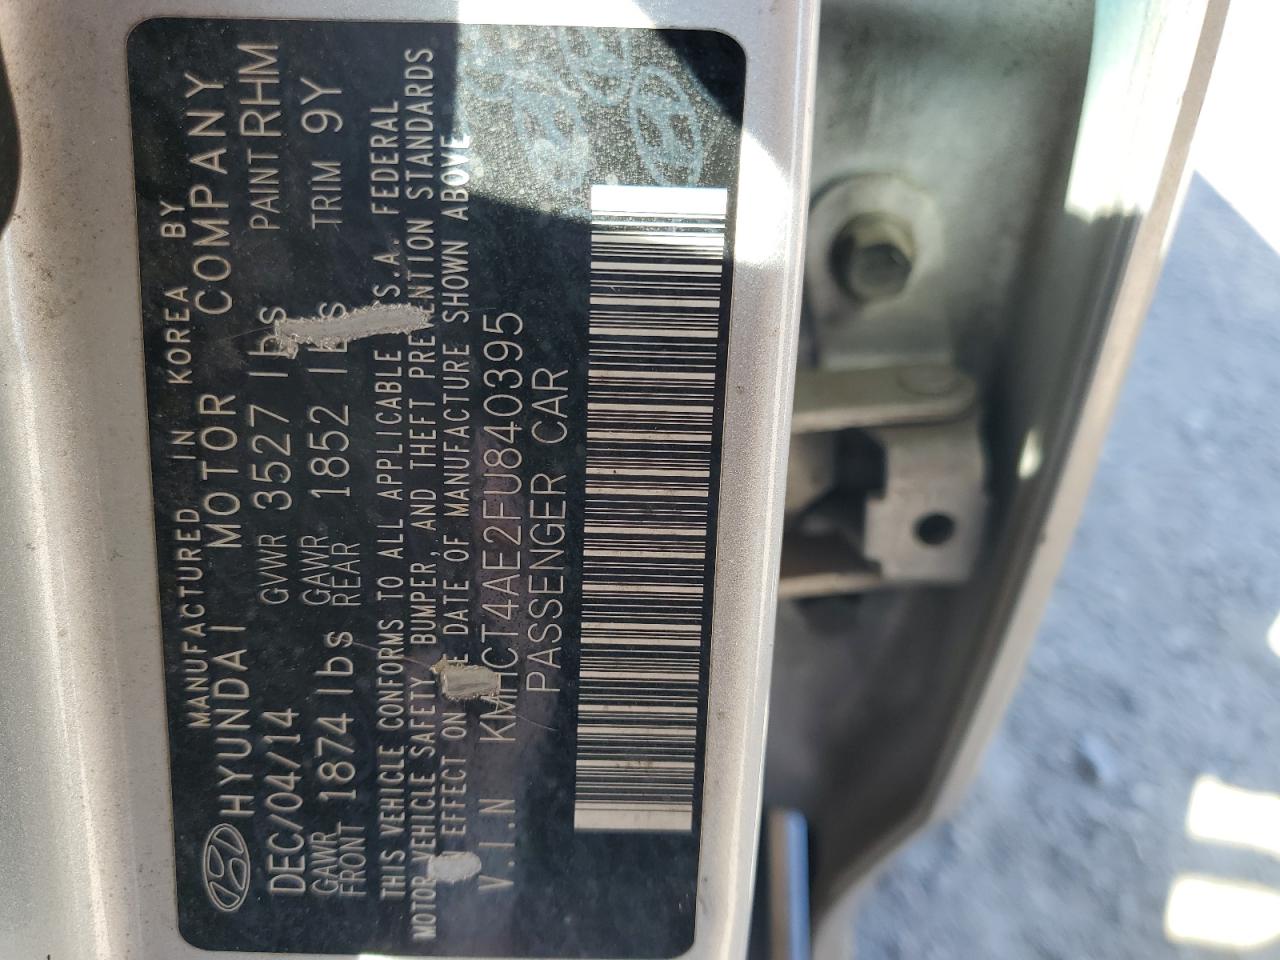 MANUFACTURED IN KOREA BY
HYUNDAI MOTOR COMPANY
DEC/04/14 GVWR 3527 lbs PAINT RHM
GAWR FRONT 1874 lbs GAWR REAR 1852 lbs TRIM 9Y
THIS VEHICLE CONFORMS TO ALL APPLICABLE S.A. FEDERAL
MOTOR VEHICLE SAFETY, BUMPER, AND THEFT PREVENTION STANDARDS
EFFECT ON DATE OF MANUFACTURE SHOWN ABOVE
V.I.N KMHCT4AE2FU840395
PASSENGER CAR